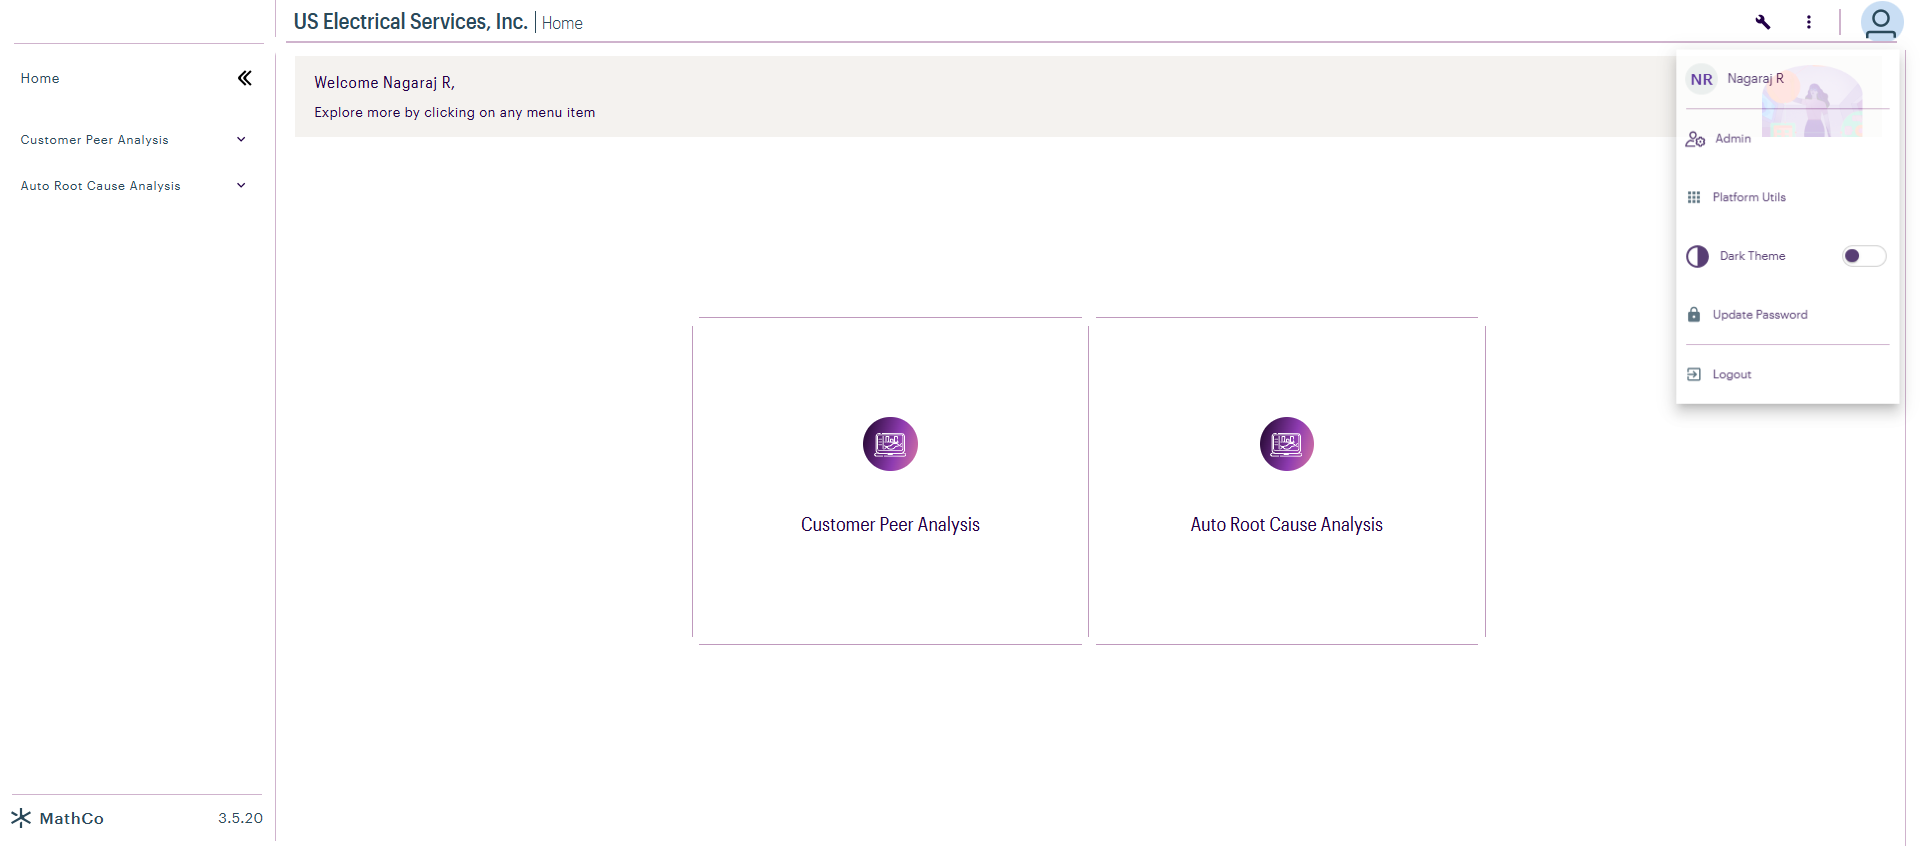 US Electrical Services, Inc. | Home
Home
Customer Peer Analysis
Auto Root Cause Analysis
Welcome Nagaraj R,
Explore more by clicking on any menu item
NR Nagaraj R
Admin
Platform Utils
Dark Theme
Update Password
Logout
Customer Peer Analysis
Auto Root Cause Analysis
MathCo 3.5.20